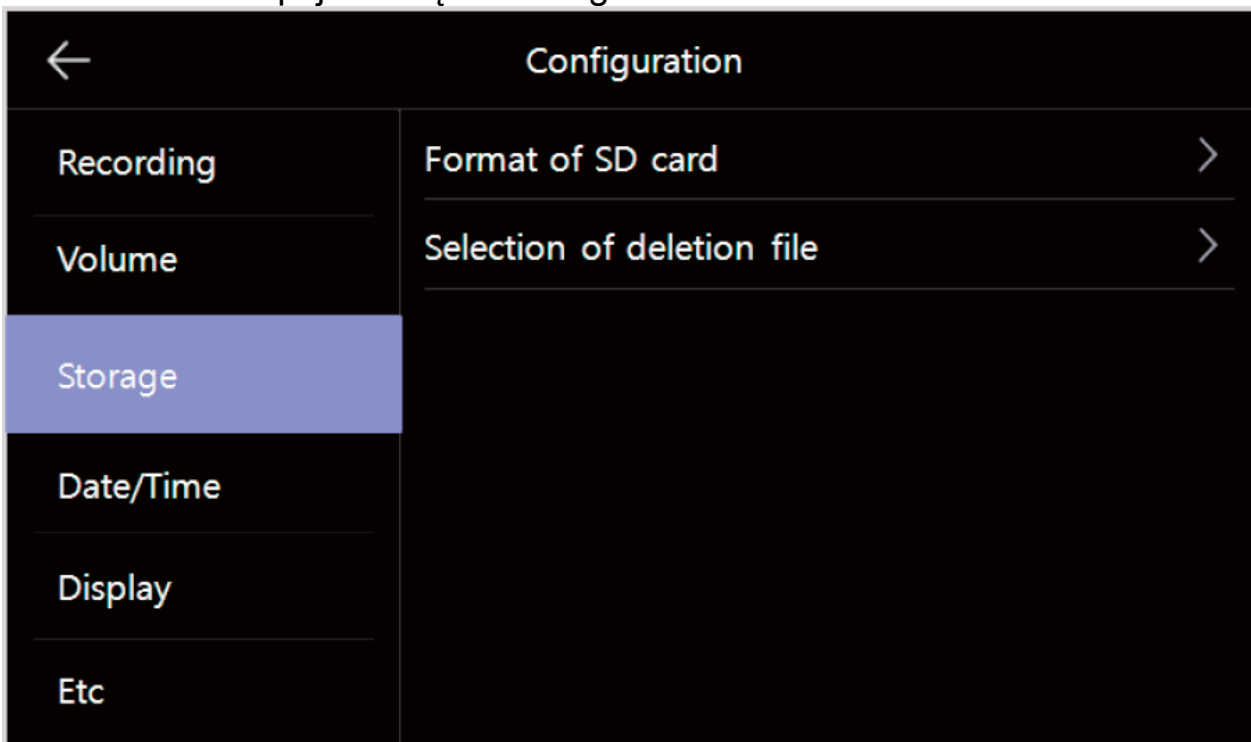 Configuration
Recording
Volume
Storage
Date/Time
Display
Etc
Format of SD card
Selection of deletion file